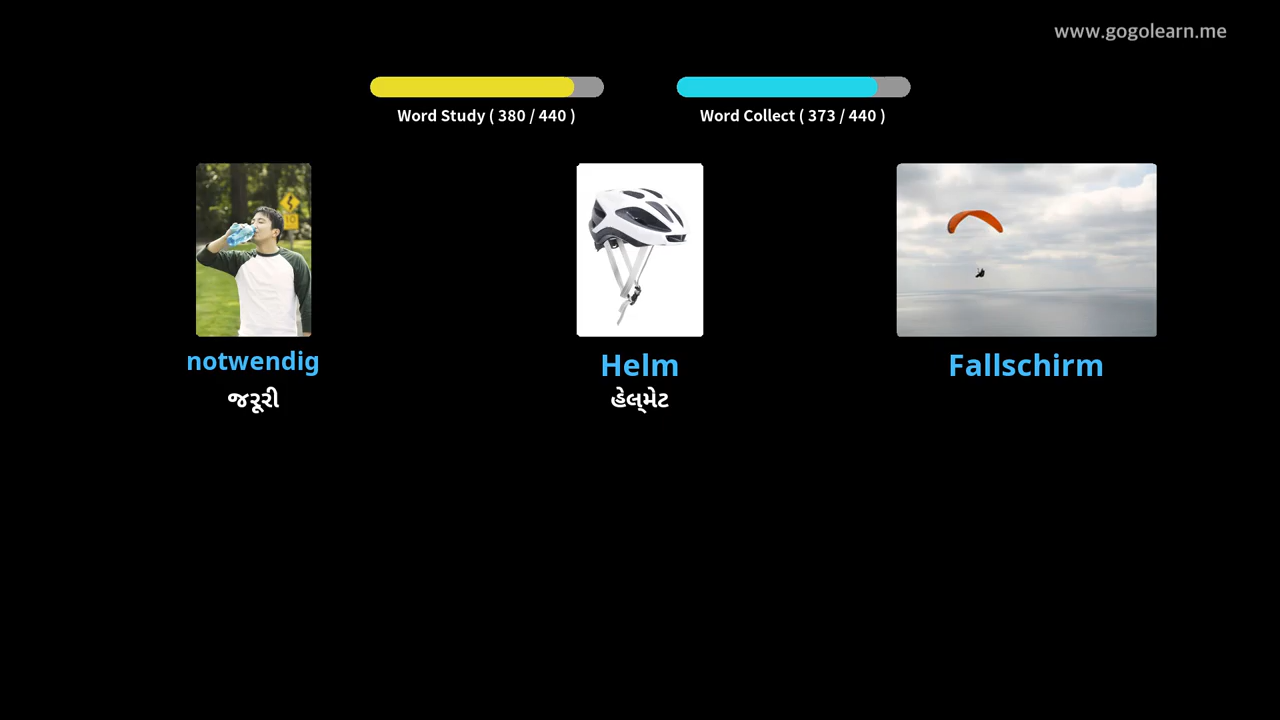 www.gogolearn.me
Word Study ( 380 / 440 )
Word Collect ( 373 / 440 )
notwendig
જરૂરી
Helm
હેલ્મેટ
Fallschirm